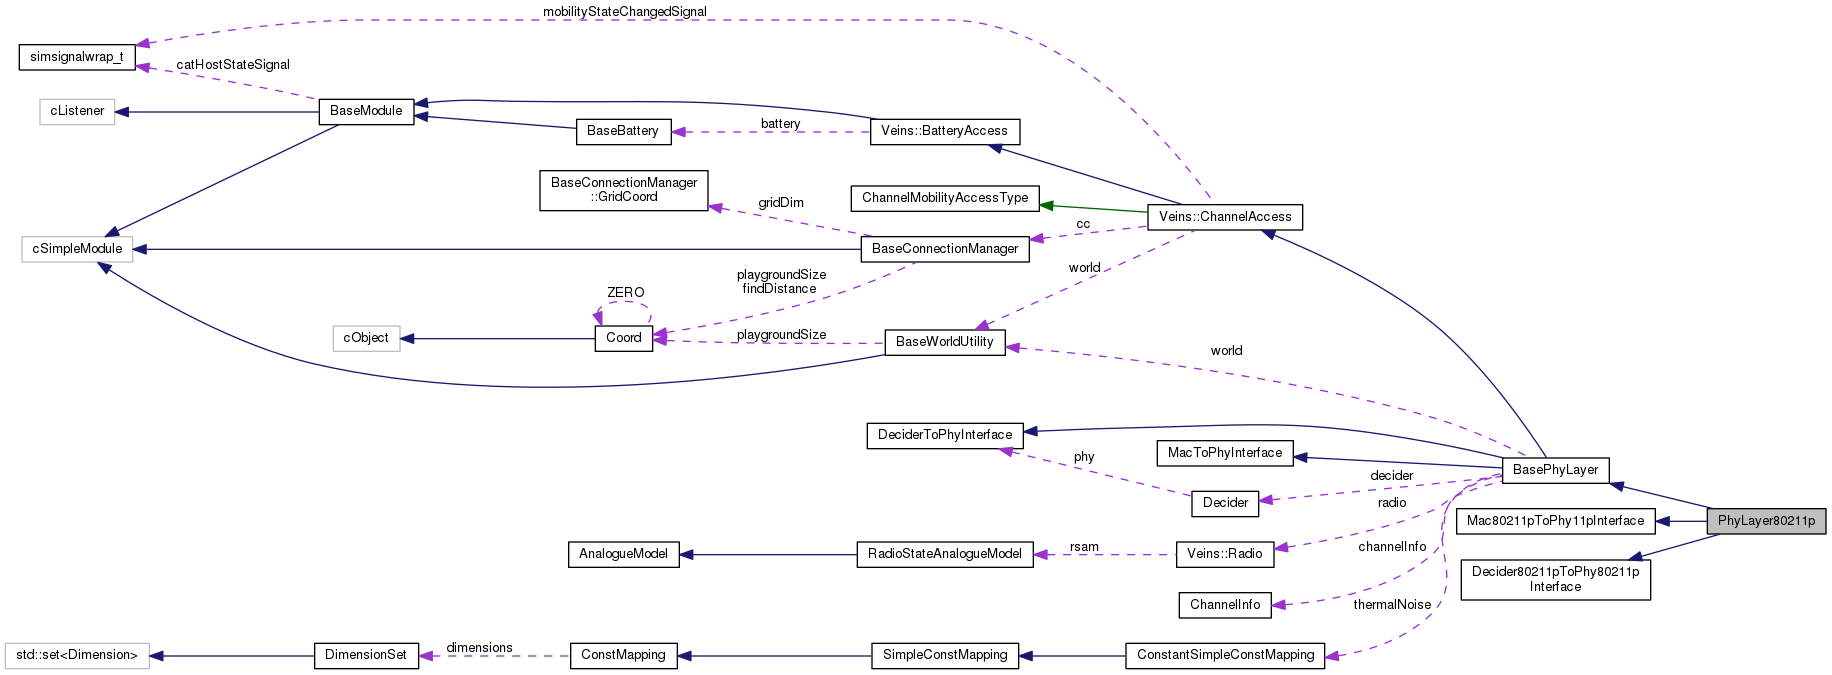 mobilityStateChangedSignal
simsignalwrap_t
catHostStateSignal
cListener
BaseModule
BaseBattery
battery
Veins::BatteryAccess
BaseConnectionManager
::GridCoord
gridDim
ChannelMobilityAccessType
Veins::ChannelAccess
cc
cSimpleModule
BaseConnectionManager
world
playgroundSize
findDistance
ZERO
cObject
Coord
playgroundSize
BaseWorldUtility
world
DeciderToPhyInterface
phy
MacToPhyInterface
BasePhyLayer
decider
Decider
radio
Mac80211pToPhy11pInterface
PhyLayer80211p
AnalogueModel
RadioStateAnalogueModel
rsam
Veins::Radio
channelInfo
Decider80211pToPhy80211p
Interface
ChannelInfo
thermalNoise
std::set<Dimension>
DimensionSet
dimensions
ConstMapping
SimpleConstMapping
ConstantSimpleConstMapping